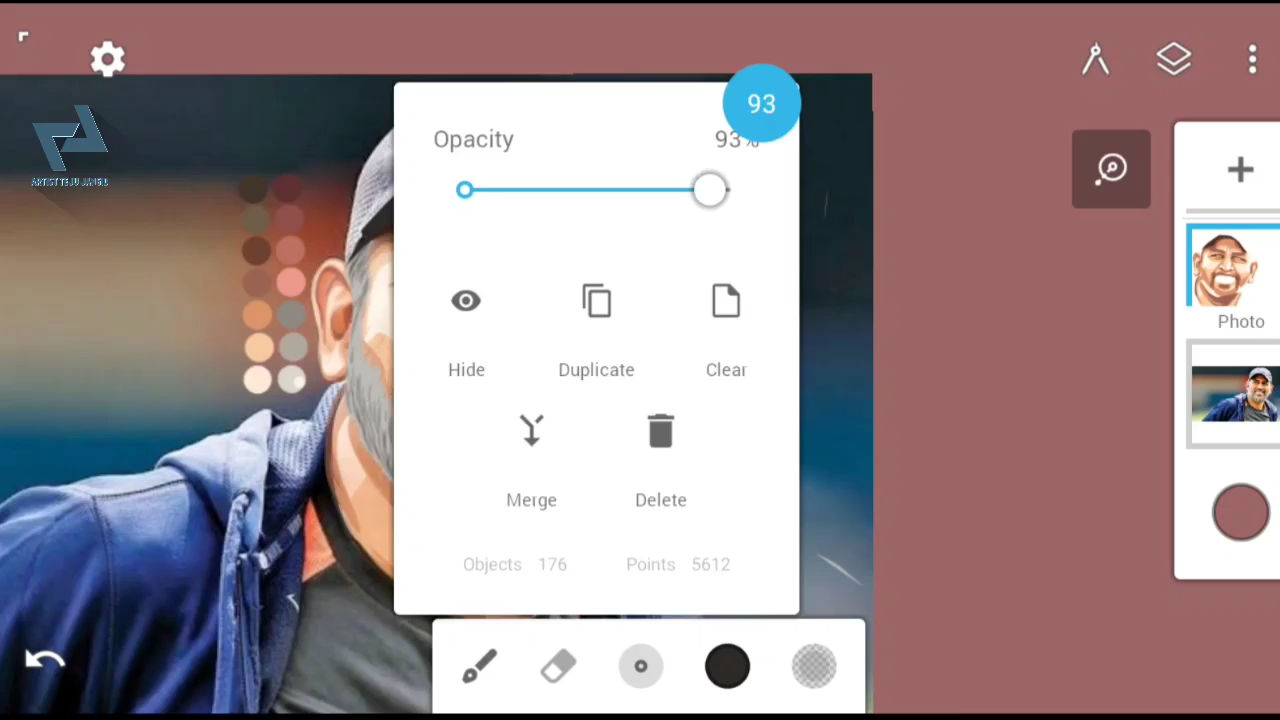 93
Opacity 93%
Hide Duplicate Clear
Merge Delete
Objects 176 Points 5612
Photo